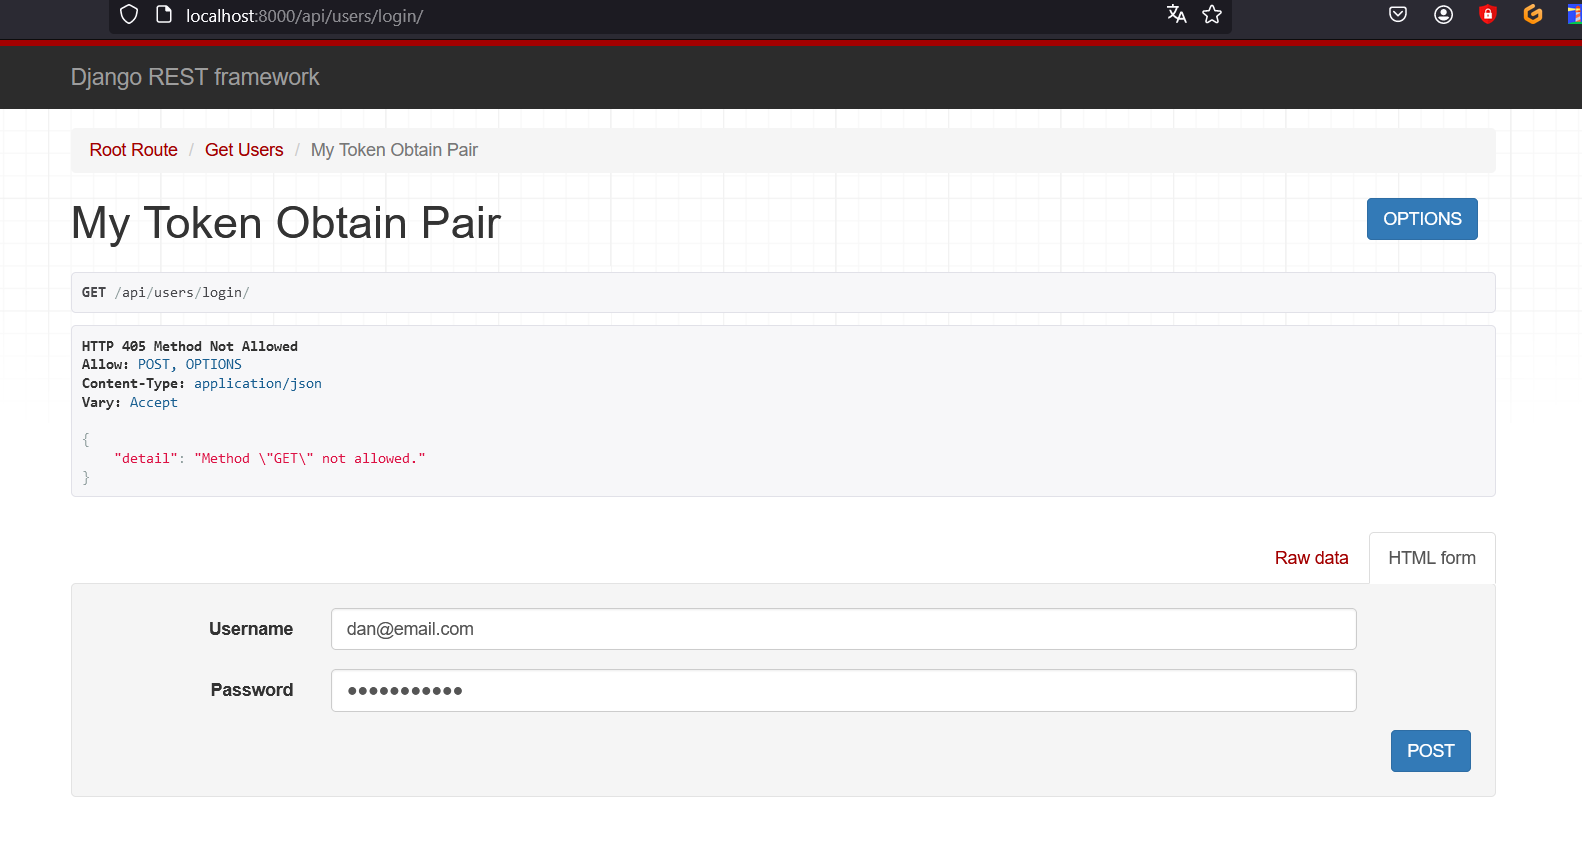 localhost:8000/api/users/login/
Django REST framework
Root Route / Get Users / My Token Obtain Pair
My Token Obtain Pair
OPTIONS
GET /api/users/login/
HTTP 405 Method Not Allowed
Allow: POST, OPTIONS
Content-Type: application/json
Vary: Accept
{
"detail": "Method \"GET\" not allowed."
}
Raw data
HTML form
Username
dan@email.com
Password
•••••••••••
POST